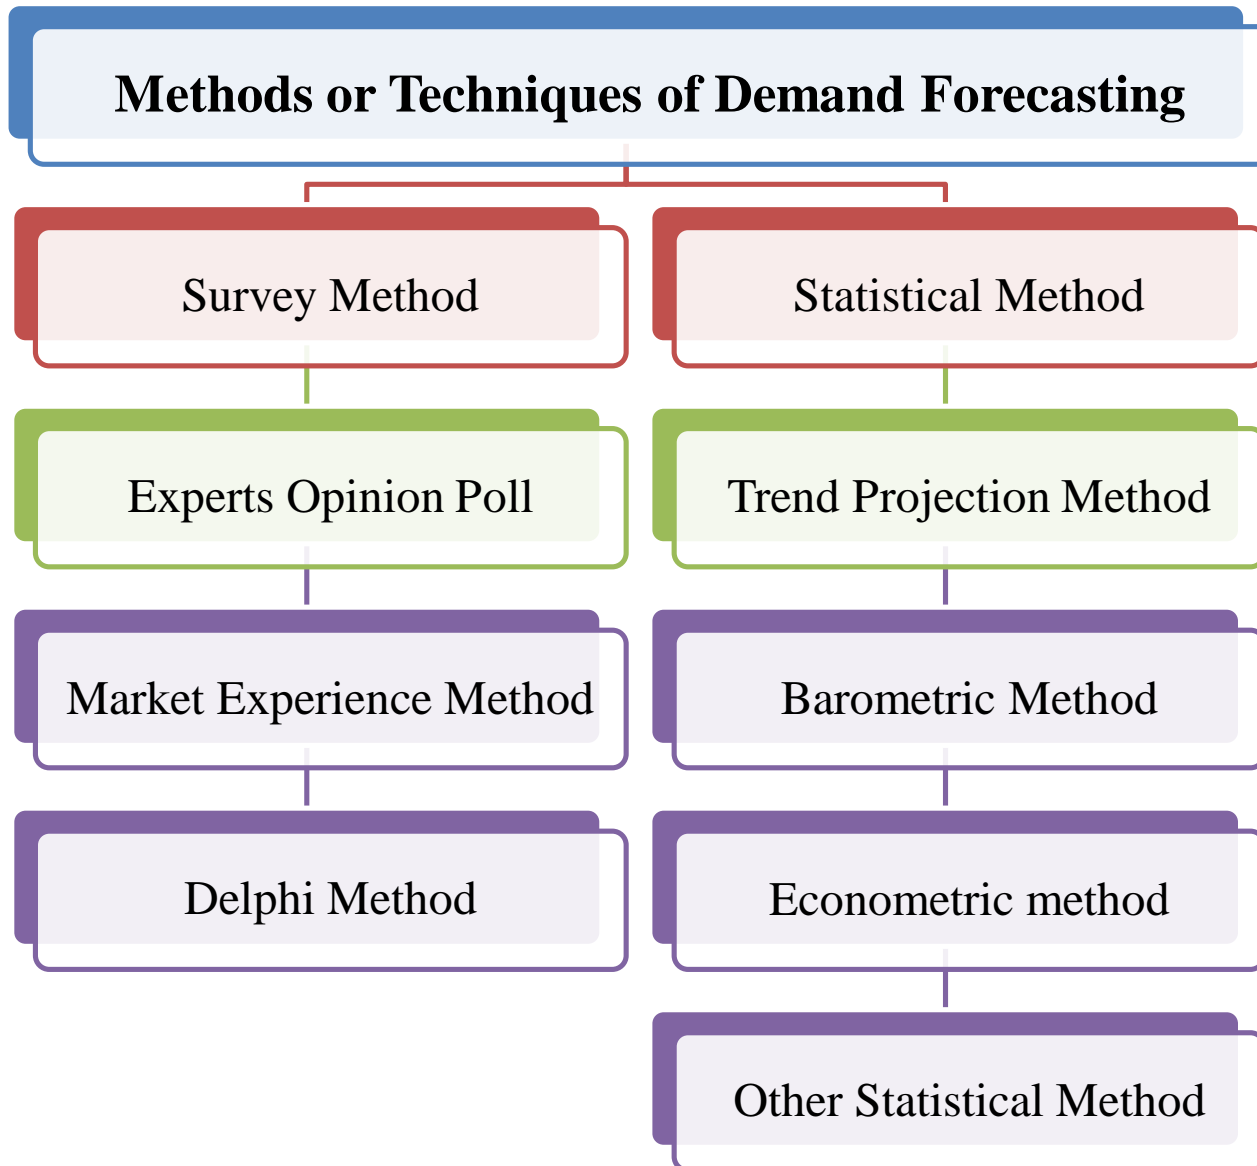 Methods or Techniques of Demand Forecasting
Survey Method
Statistical Method
Experts Opinion Poll
Trend Projection Method
Market Experience Method
Barometric Method
Delphi Method
Econometric method
Other Statistical Method